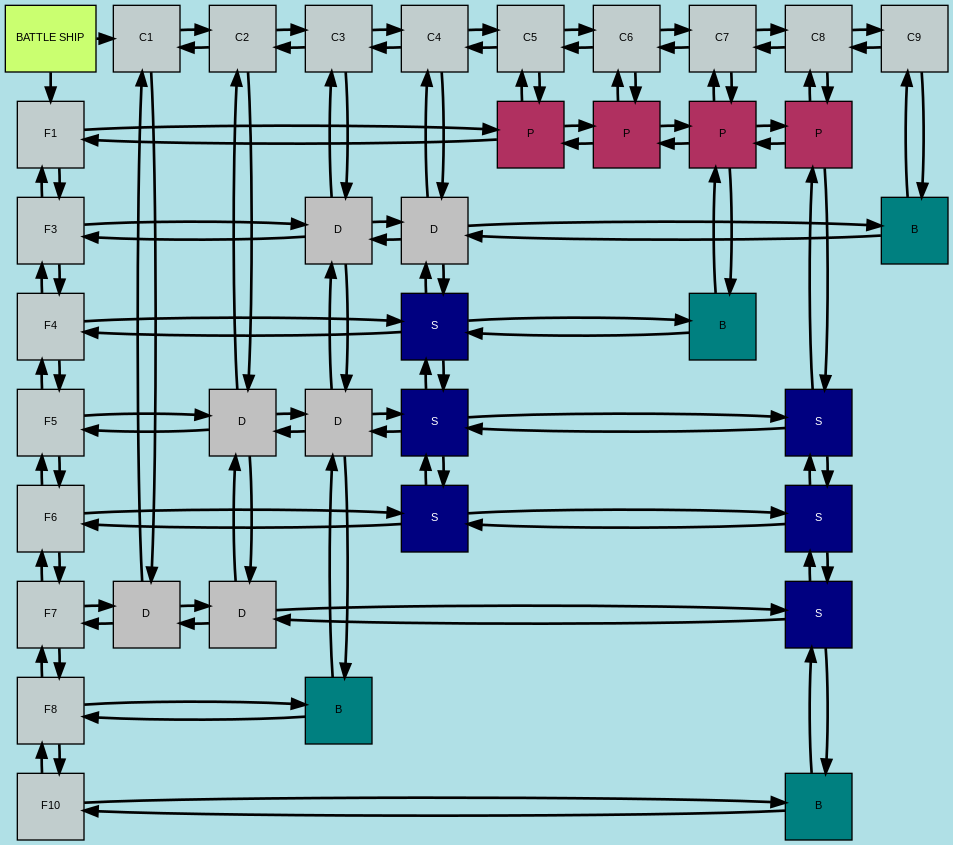 BATTLE SHIP C1 C2 C3 C4 C5 C6 C7 C8 C9
F1 P P P P
F3 D D B
F4 S B
F5 D D S S
F6 S S
F7 D D S
F8 B
F10 B